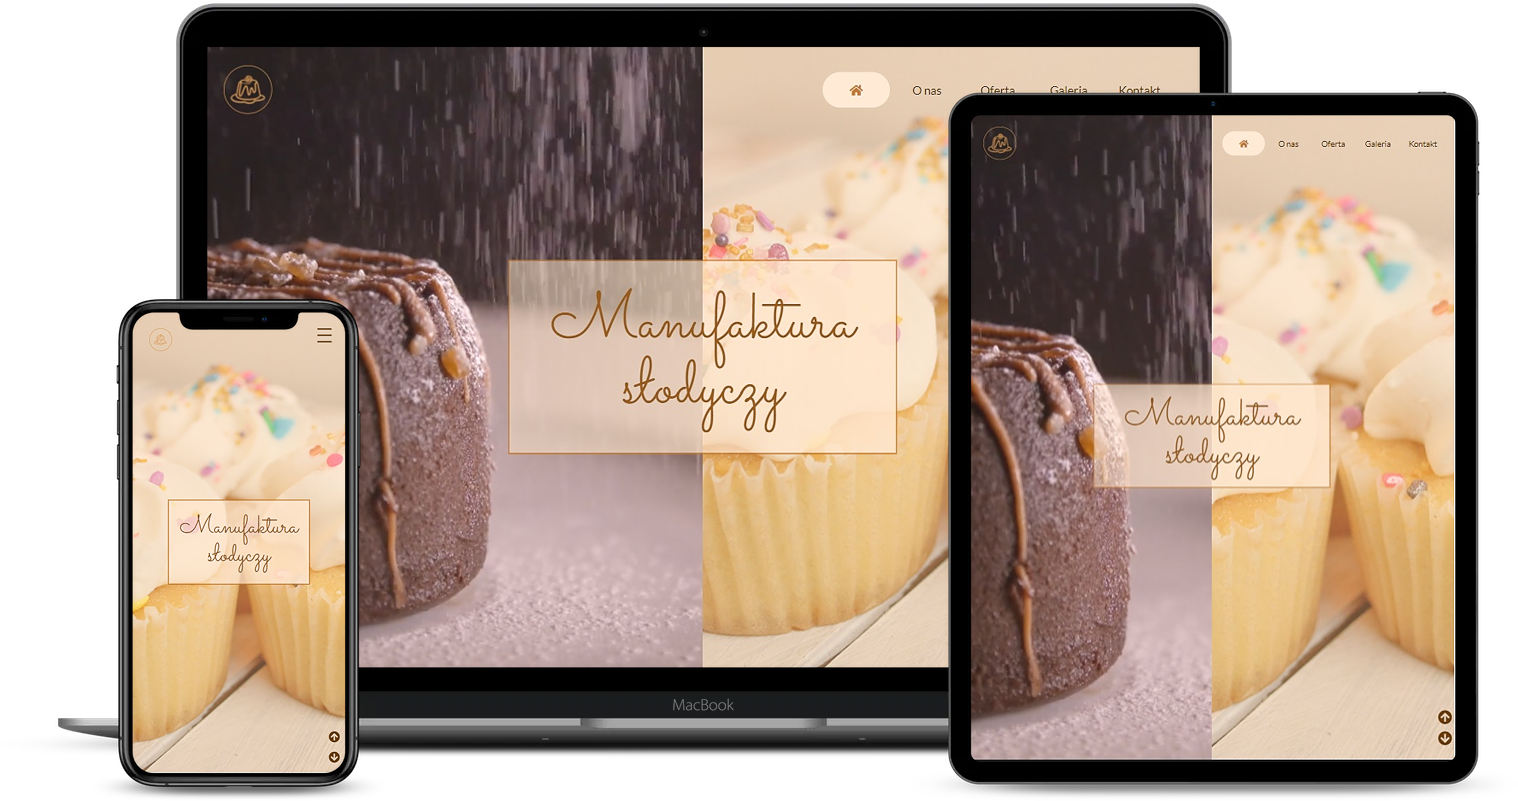 O nas Oferta Galeria Kontakt
Manufaktura
słodyczy
MacBook
O nas Oferta Galeria Kontakt
Manufaktura
słodyczy
Manufaktura
słodyczy